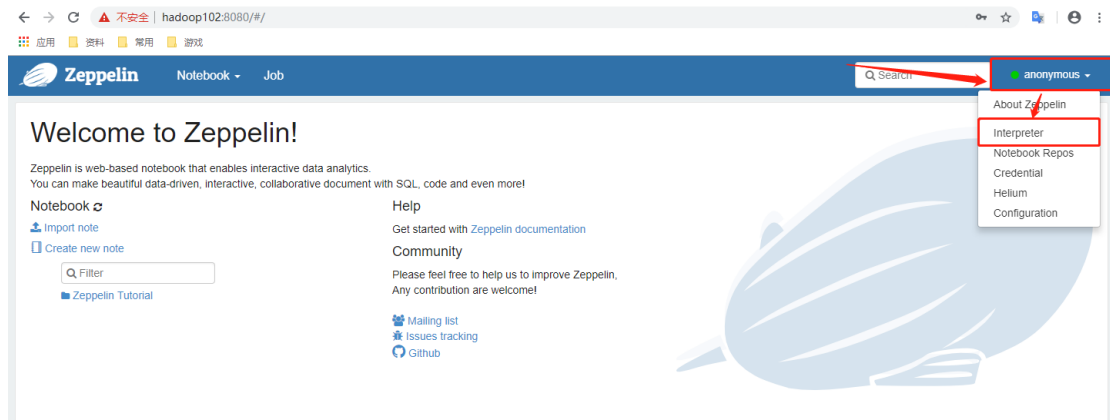 不安全 | hadoop102:8080/#/
应用 资料 常用 游戏
Zeppelin Notebook Job Search anonymous
About Zeppelin
Interpreter
Notebook Repos
Credential
Helium
Configuration
Welcome to Zeppelin!
Zeppelin is web-based notebook that enables interactive data analytics.
You can make beautiful data-driven, interactive, collaborative document with SQL, code and even more!
Notebook
Import note
Create new note
Filter
Zeppelin Tutorial
Help
Get started with Zeppelin documentation
Community
Please feel free to help us to improve Zeppelin,
Any contribution are welcome!
Mailing list
Issues tracking
Github